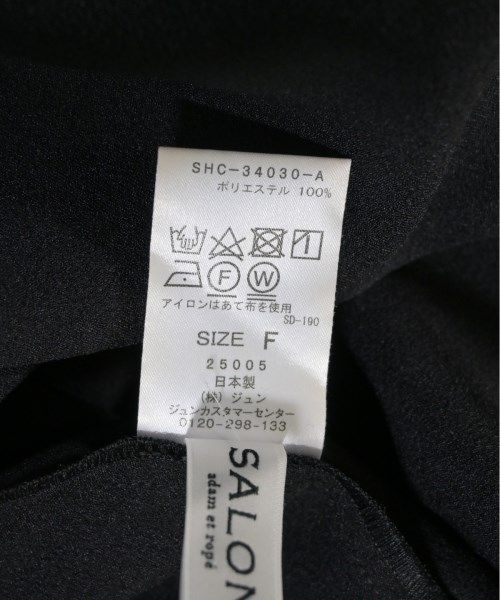 SHC-34030-A
ポリエステル 100%
F W
アイロンはあて布を使用
SD-190
SIZE F
25005
日本製
(株) ジュン
ジュンカスタマーセンター
0120-298-133
SALON
adam et ropé